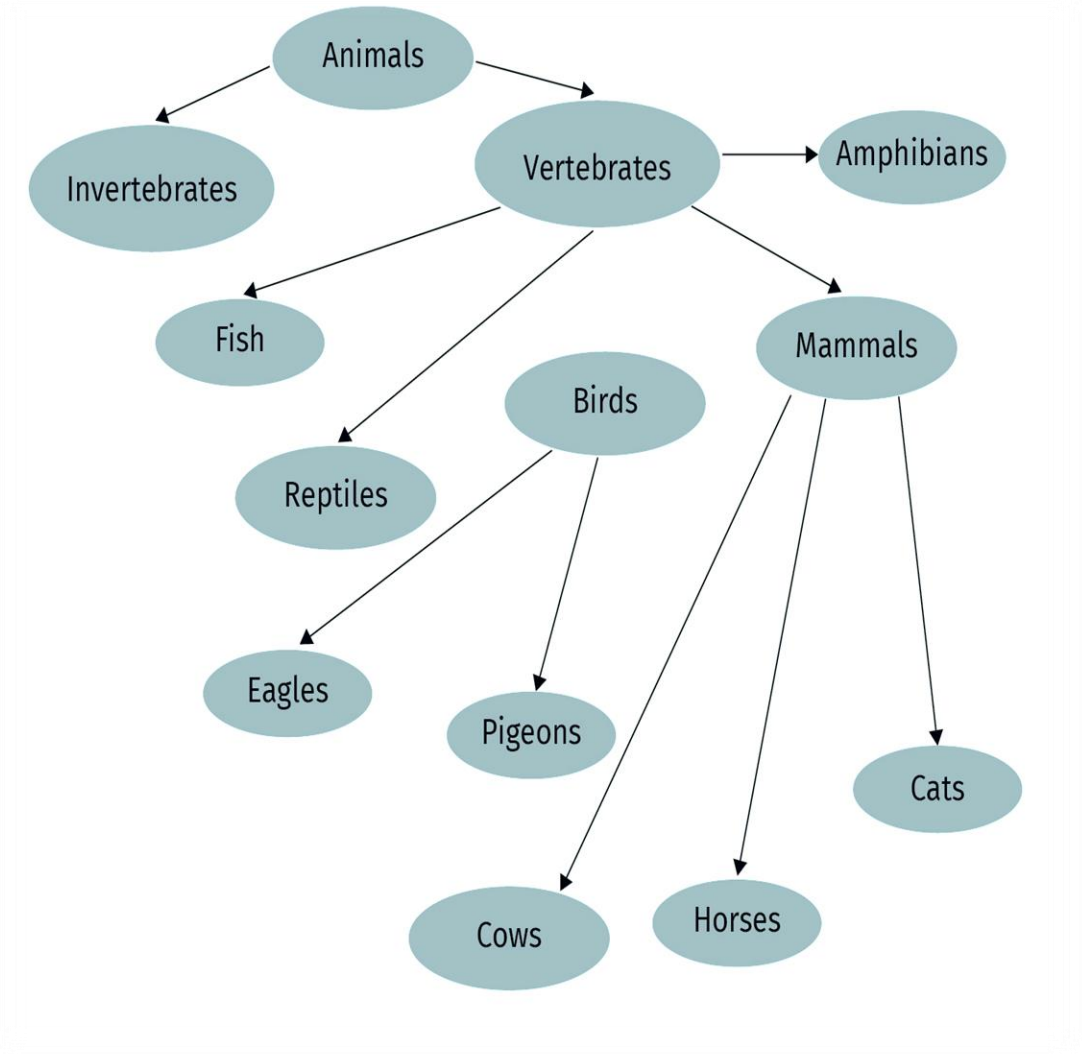 Animals
Vertebrates
Amphibians
Invertebrates
Fish
Mammals
Birds
Reptiles
Eagles
Pigeons
Cats
Cows
Horses